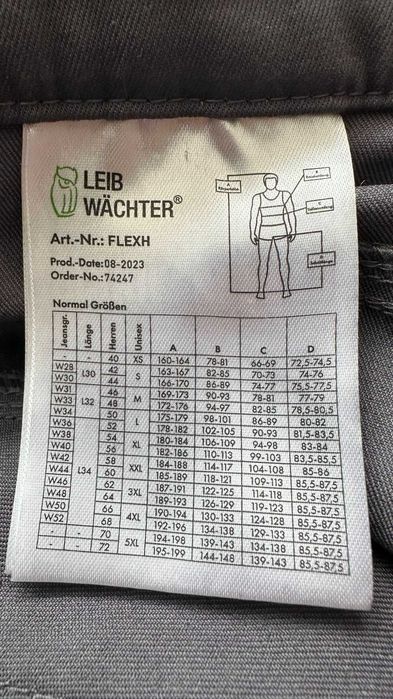 LEIB
WÄCHTER®
Art.-Nr.: FLEXH
Prod.-Date:08-2023
Order-No.:74247
A
Körperhöhe
B
C
D
Normal Größen
Jeansgr. Länge Herren Unisex A B C D
- - 40 XS 160-164 78-81 66-69 72,5-74,5
W28 L30 42 S 163-167 82-85 70-73 74-76
W30 44 166-170 86-89 74-77 75,5-77,5
W31 L32 46 M 169-173 90-93 78-81 77-79
W33 48 172-176 94-97 82-85 78,5-80,5
W34 50 L 175-179 98-101 86-89 80-82
W36 52 178-182 102-105 90-93 81,5-83,5
W38 54 XL 180-184 106-109 94-98 83-84
W40 56 182-186 110-113 99-103 83,5-85,5
W42 L34 58 XXL 184-188 114-117 104-108 85-86
W44 60 185-189 118-121 109-113 85,5-87,5
W46 62 3XL 187-191 122-125 114-118 85,5-87,5
W48 64 189-193 126-129 119-123 85,5-87,5
W50 66 4XL 190-194 130-133 124-128 85,5-87,5
W52 68 192-196 134-138 129-133 85,5-87,5
- - 70 5XL 194-198 139-143 134-138 85,5-87,5
- - 72 195-199 144-148 139-143 85,5-87,5